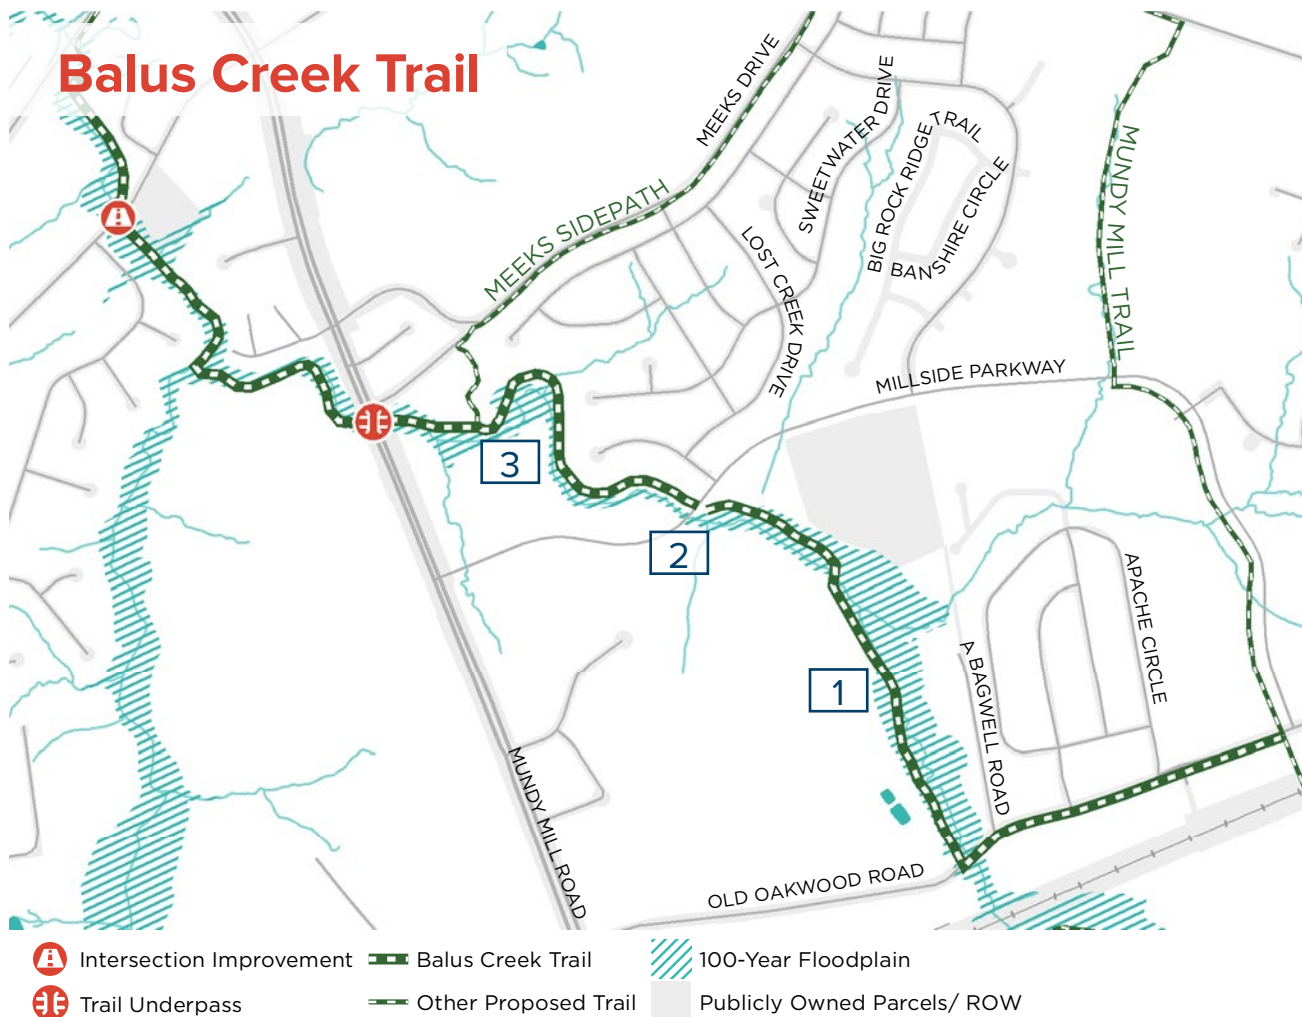 Balus Creek Trail
MEEKS DRIVE
SWEETWATER DRIVE
BIG ROCK RIDGE TRAIL
BANSHIRE CIRCLE
MUNDY MILL TRAIL
MEEKS SIDEPATH
LOST CREEK DRIVE
MILLSIDE PARKWAY
3
2
1
APACHE CIRCLE
A BAGWELL ROAD
MUNDY MILL ROAD
OLD OAKWOOD ROAD
Intersection Improvement
Balus Creek Trail
100-Year Floodplain
Trail Underpass
Other Proposed Trail
Publicly Owned Parcels/ ROW